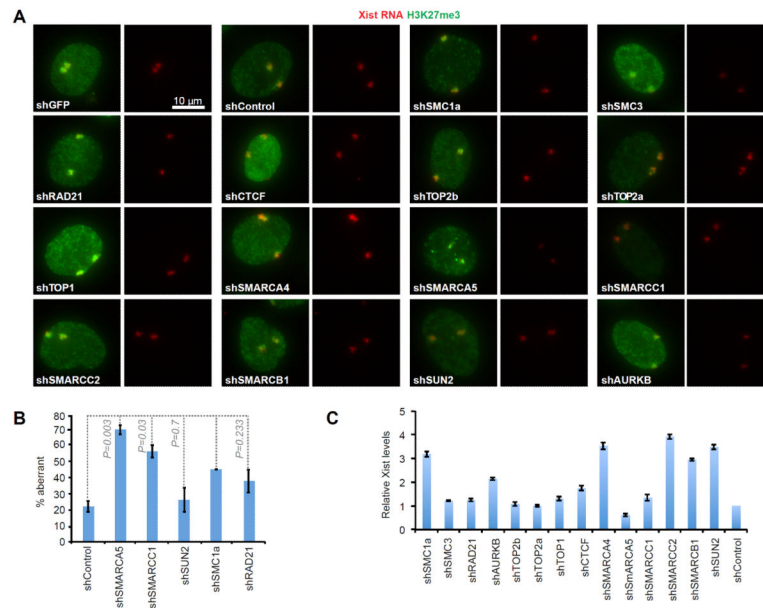 Xist RNA H3K27me3
A
shGFP
10 µm
shControl
shSMC1a
shSMC3
shRAD21
shCTCF
shTOP2b
shTOP2a
shTOP1
shSMARCA4
shSMARCA5
shSMARCC1
shSMARCC2
shSMARCB1
shSUN2
shAURKB
B
% aberrant
80
70
60
50
40
30
20
10
0
P=0.003
P=0.03
P=0.7
P=0.233
shControl
shSMARCA5
shSMARCC1
shSUN2
shSMC1a
shRAD21
C
Relative Xist levels
5
4
3
2
1
0
shSMC1a
shSMC3
shRAD21
shAURKB
shTOP2b
shTOP2a
shTOP1
shCTCF
shSMARCA4
shSmARCA5
shSMARCC1
shSMARCC2
shSMARCB1
shSUN2
shControl